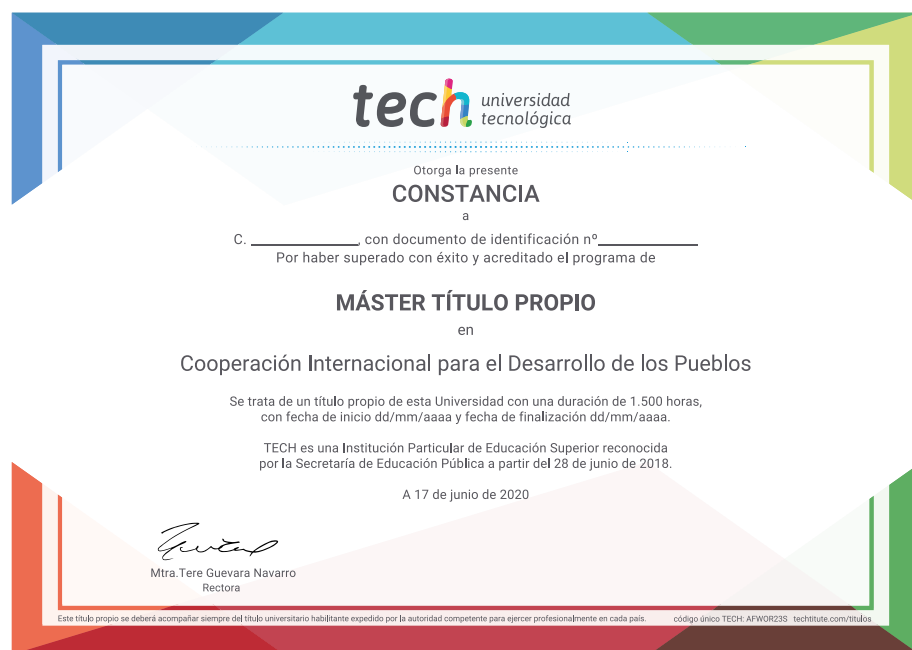 tech universidad
tecnológica
Otorga la presente
CONSTANCIA
a
C. ____________, con documento de identificación nº____________
Por haber superado con éxito y acreditado el programa de
MÁSTER TÍTULO PROPIO
en
Cooperación Internacional para el Desarrollo de los Pueblos
Se trata de un título propio de esta Universidad con una duración de 1.500 horas,
con fecha de inicio dd/mm/aaaa y fecha de finalización dd/mm/aaaa.
TECH es una Institución Particular de Educación Superior reconocida
por la Secretaría de Educación Pública a partir del 28 de junio de 2018.
A 17 de junio de 2020
Mtra.Tere Guevara Navarro
Rectora
Este título propio se deberá acompañar siempre del título universitario habilitante expedido por la autoridad competente para ejercer profesionalmente en cada país. código único TECH: AFWOR23S techtitute.com/titulos